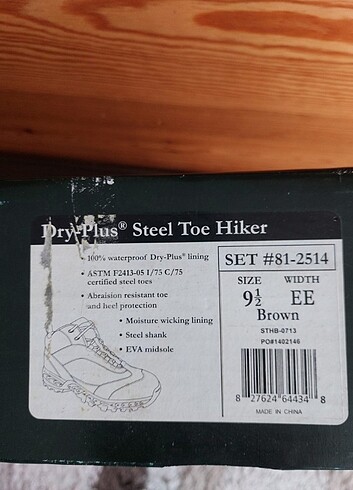 Dry-Plus® Steel Toe Hiker
• 100% waterproof Dry-Plus® lining
• ASTM F2413-05 I/75 C/75
certified steel toes
• Abraision resistant toe
and heel protection
• Moisture wicking lining
• Steel shank
• EVA midsole
SET #81-2514
SIZE WIDTH
9½ EE
Brown
STHB-0713
PO#1402146
8 27624 64434 8
MADE IN CHINA